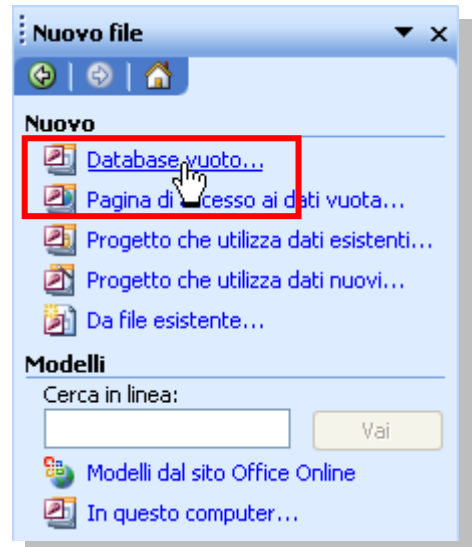 Nuovo file
Nuovo
Database vuoto...
Pagina di accesso ai dati vuota...
Progetto che utilizza dati esistenti...
Progetto che utilizza dati nuovi...
Da file esistente...
Modelli
Cerca in linea:
Vai
Modelli dal sito Office Online
In questo computer...